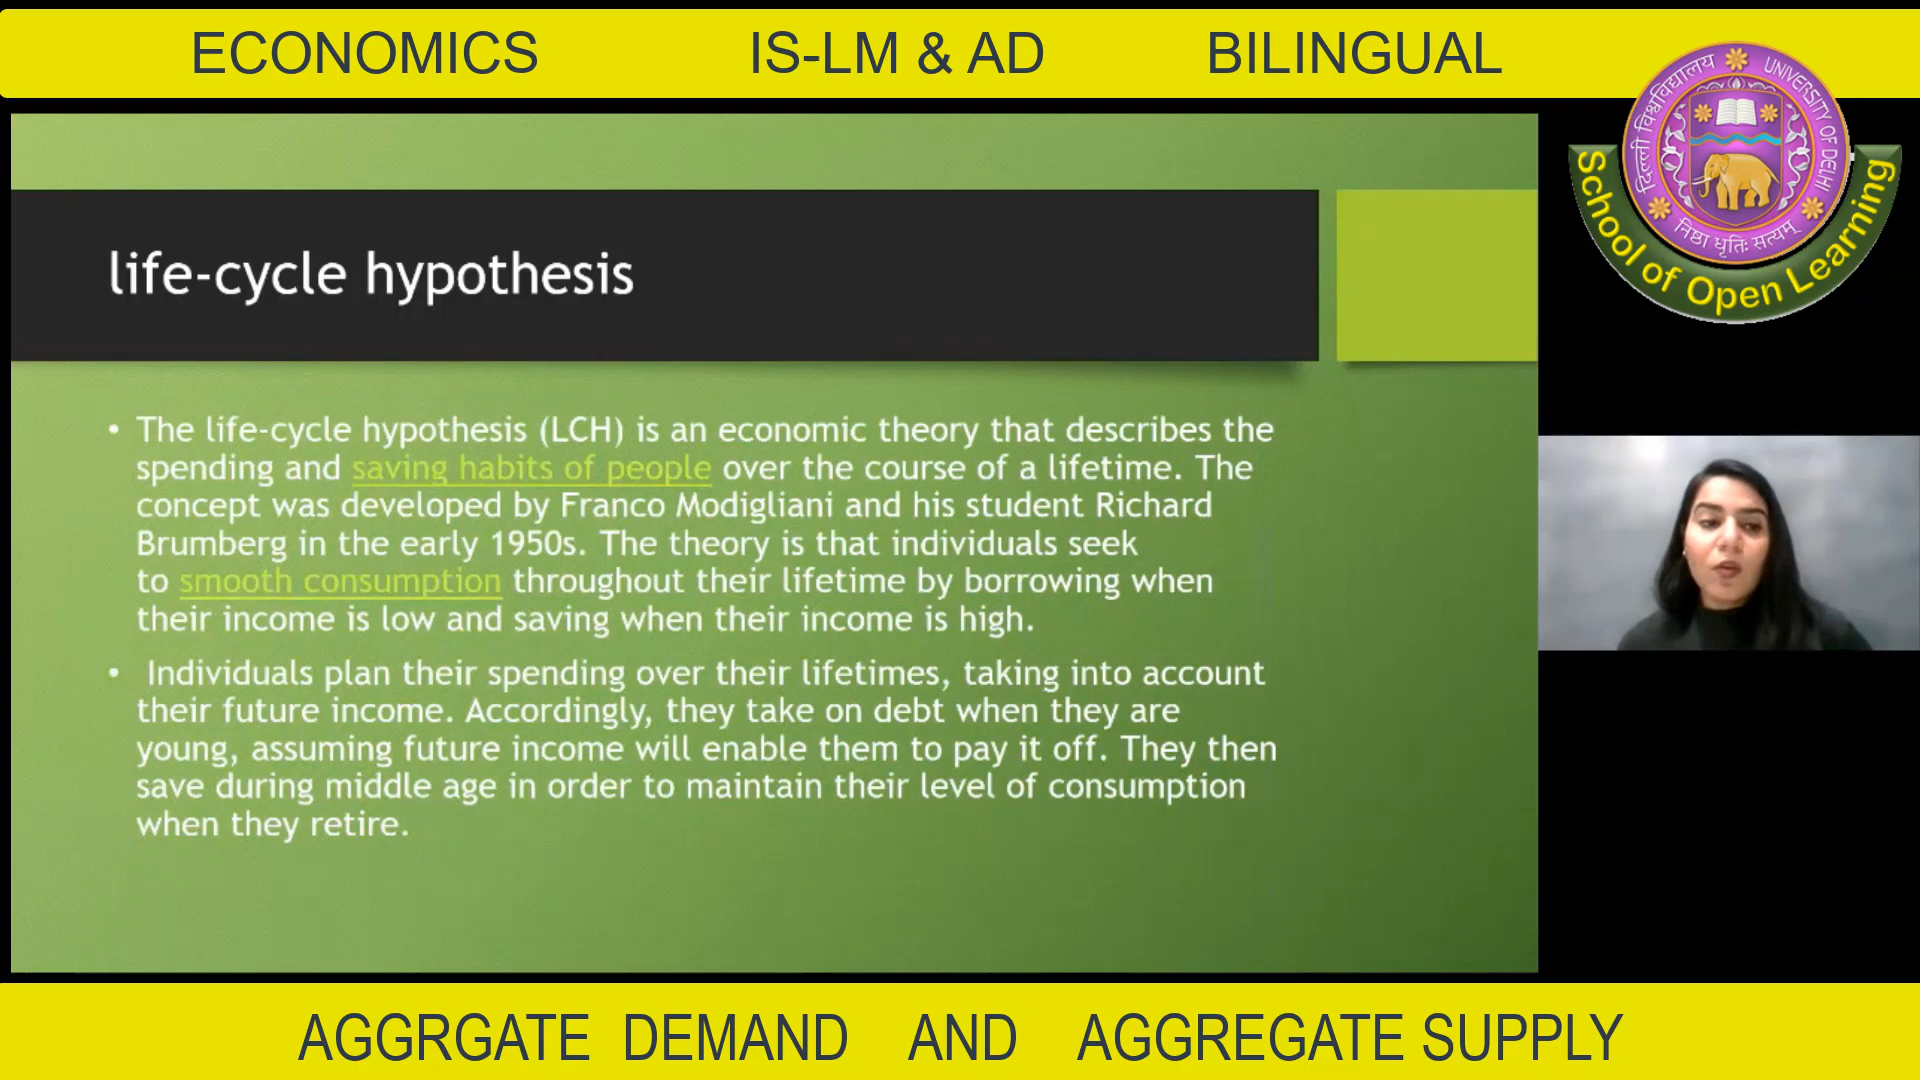 ECONOMICS IS-LM & AD BILINGUAL
दिल्ली विश्वविद्यालय UNIVERSITY OF DELHI
निष्ठा धृतिः सत्यम्
School of Open Learning
life-cycle hypothesis
• The life-cycle hypothesis (LCH) is an economic theory that describes the
spending and saving habits of people over the course of a lifetime. The
concept was developed by Franco Modigliani and his student Richard
Brumberg in the early 1950s. The theory is that individuals seek
to smooth consumption throughout their lifetime by borrowing when
their income is low and saving when their income is high.
• Individuals plan their spending over their lifetimes, taking into account
their future income. Accordingly, they take on debt when they are
young, assuming future income will enable them to pay it off. They then
save during middle age in order to maintain their level of consumption
when they retire.
AGGRGATE DEMAND AND AGGREGATE SUPPLY